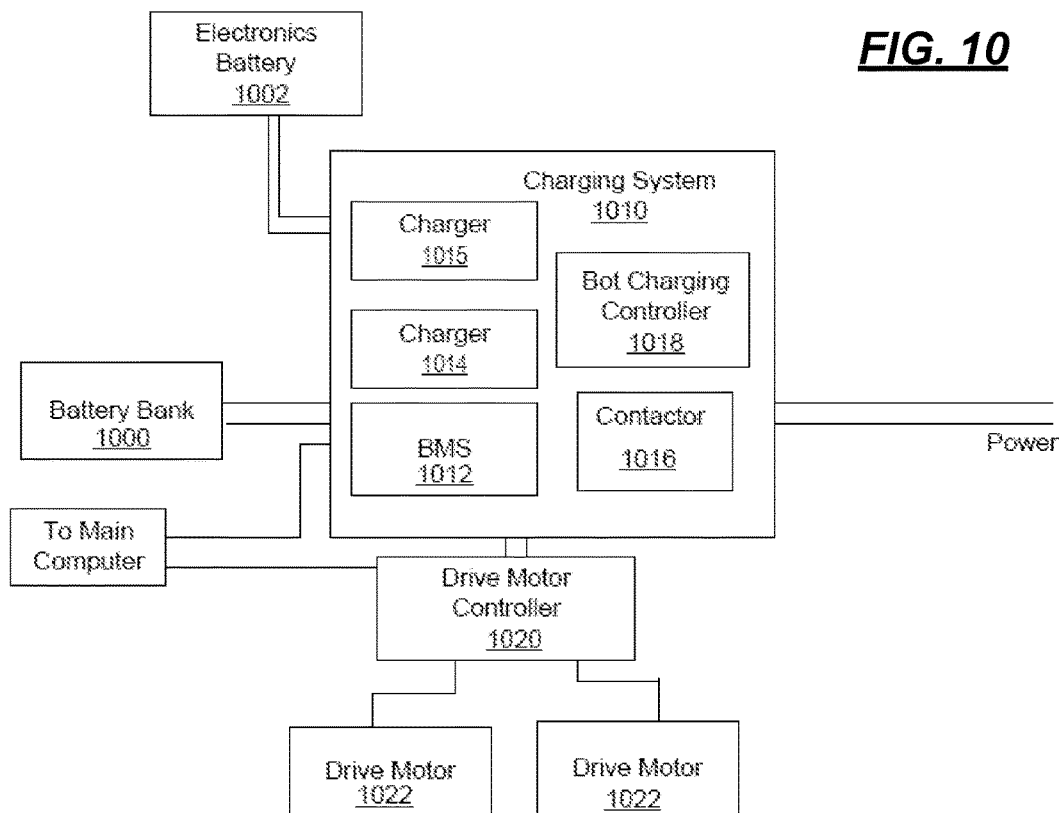 Electronics
Battery
1002
FIG. 10
Charging System
1010
Charger
1015
Bot Charging
Controller
1018
Charger
1014
Battery Bank
1000
BMS
1012
Contactor
1016
Power
To Main
Computer
Drive Motor
Controller
1020
Drive Motor
1022
Drive Motor
1022